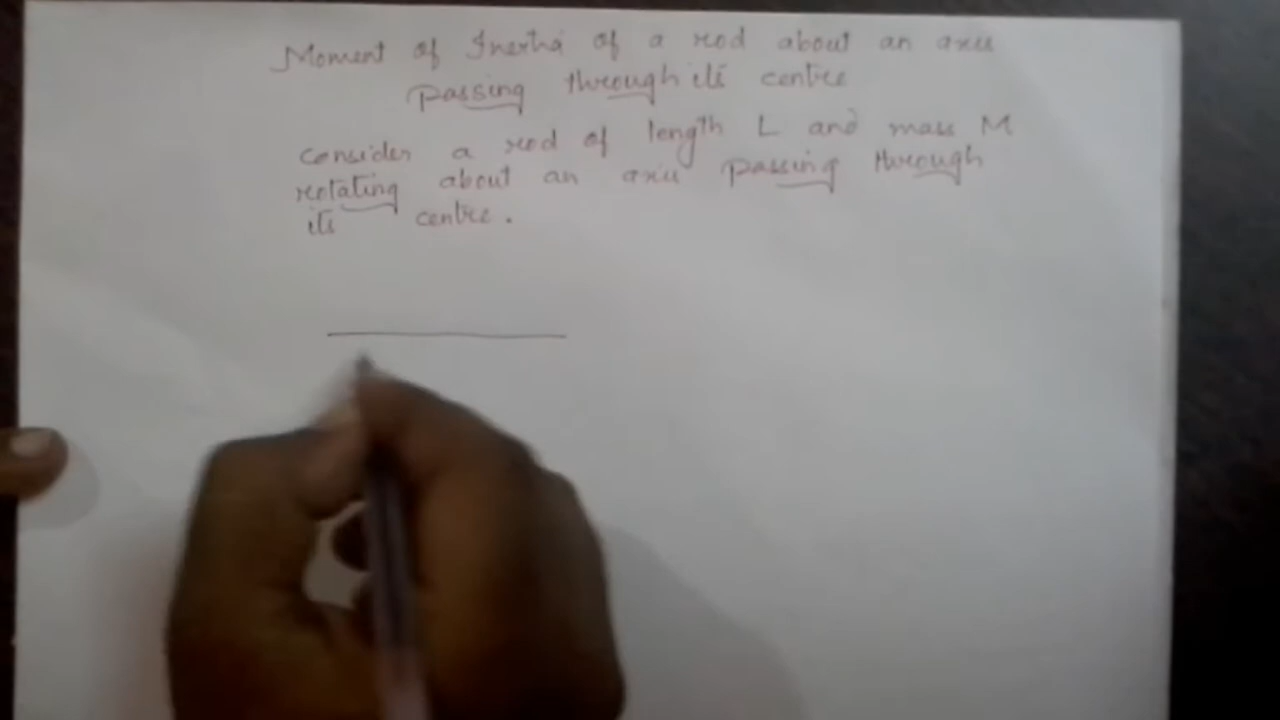 Moment of Inertia of a rod about an axis
passing through its centre
consider a rod of length L and mass M
rotating about an axis passing through
its centre.